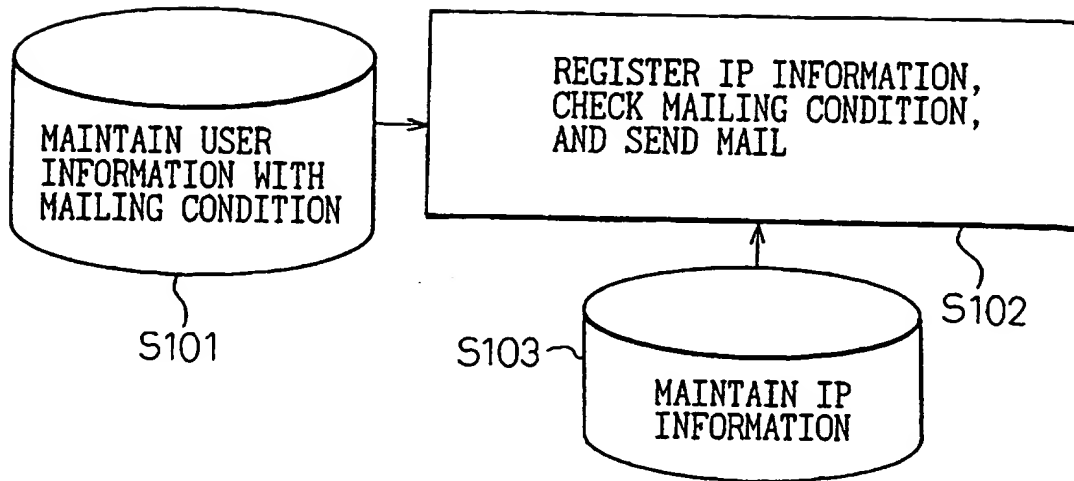 MAINTAIN USER
INFORMATION WITH
MAILING CONDITION
S101
REGISTER IP INFORMATION,
CHECK MAILING CONDITION,
AND SEND MAIL
S102
S103
MAINTAIN IP
INFORMATION